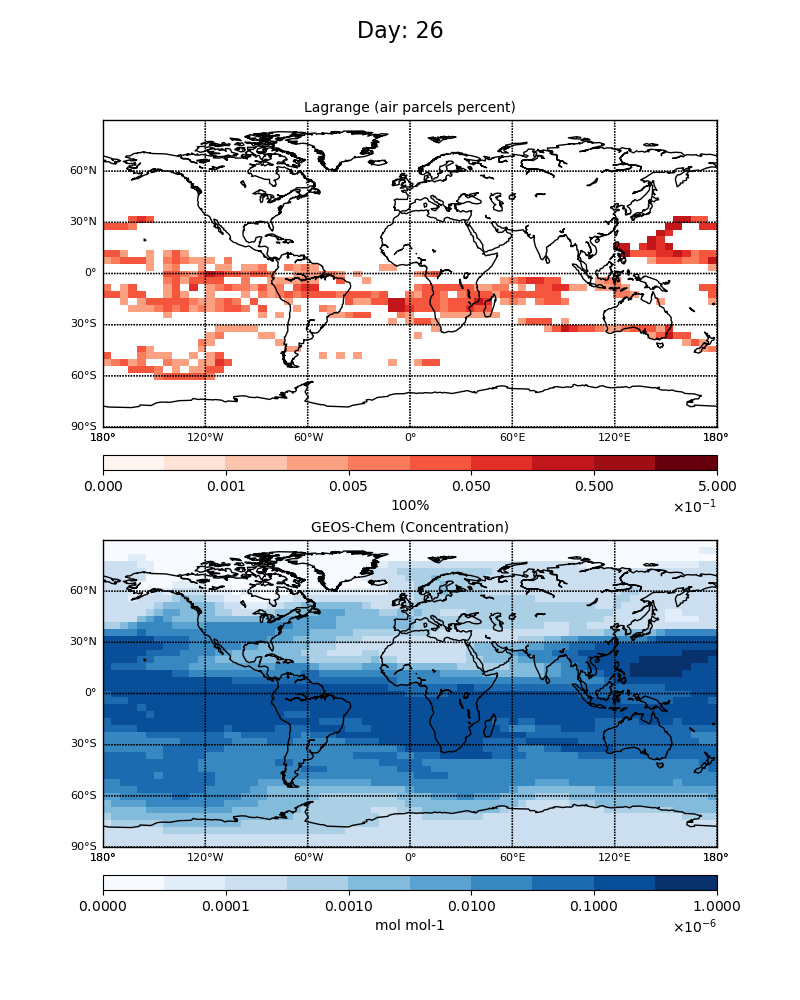 Day: 26
Lagrange (air parcels percent)
60°N
30°N
0°
30°S
60°S
90°S
180° 120°W 60°W 0° 60°E 120°E 180°
0.000 0.001 0.005 0.050 0.500 5.000
100% ×10⁻¹
GEOS-Chem (Concentration)
60°N
30°N
0°
30°S
60°S
90°S
180° 120°W 60°W 0° 60°E 120°E 180°
0.0000 0.0001 0.0010 0.0100 0.1000 1.0000
mol mol-1 ×10⁻⁶